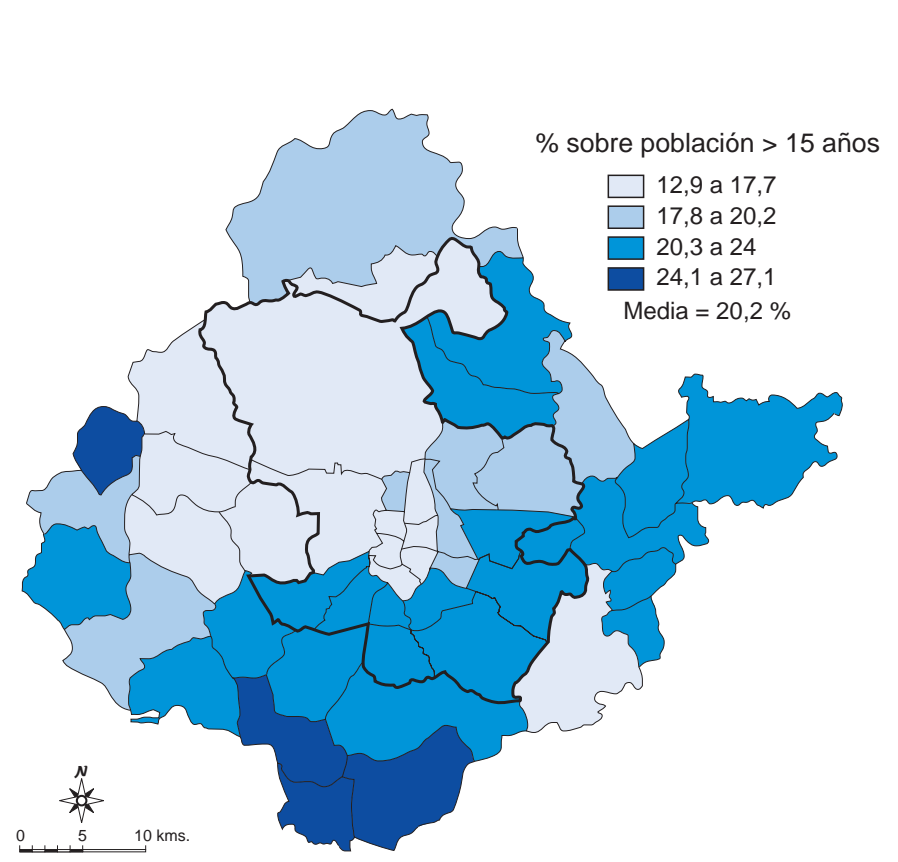 % sobre población > 15 años
12,9 a 17,7
17,8 a 20,2
20,3 a 24
24,1 a 27,1
Media = 20,2 %
N
0 5 10 kms.